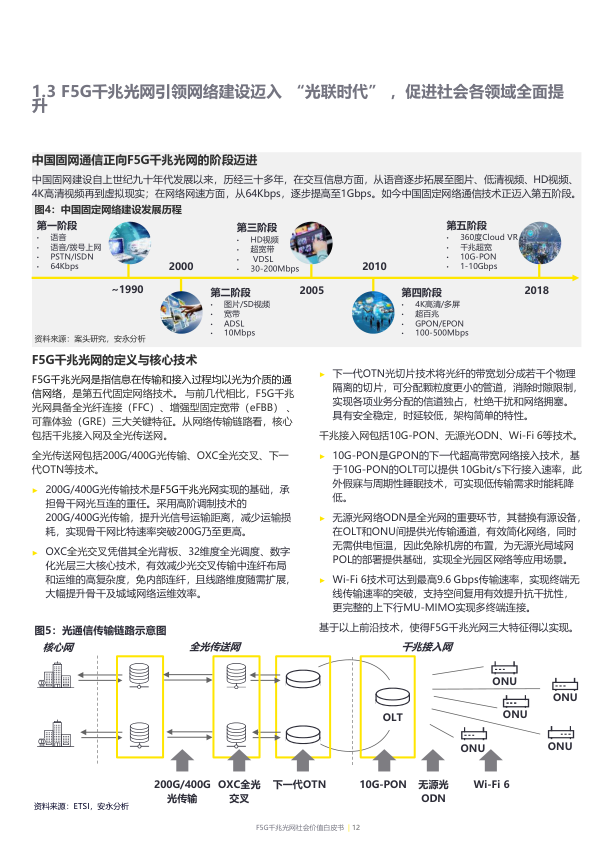 1.3 F5G千兆光网引领网络建设迈入 “光联时代” ，促进社会各领域全面提
升
中国固网通信正向F5G千兆光网的阶段迈进
中国固网建设自上世纪九十年代发展以来，历经三十多年，在交互信息方面，从语音逐步拓展至图片、低清视频、HD视频、
4K高清视频再到虚拟现实；在网络网速方面，从64Kbps，逐步提高至1Gbps。如今中国固定网络通信技术正迈入第五阶段。
图4：中国固定网络建设发展历程
第一阶段
• 语音
• 语音/拨号上网
• PSTN/ISDN
• 64Kbps
~1990
2000
第二阶段
• 图片/SD视频
• 宽带
• ADSL
• 10Mbps
第三阶段
• HD视频
• 超宽带
• VDSL
• 30-200Mbps
2005
2010
第四阶段
• 4K高清/多屏
• 超百兆
• GPON/EPON
• 100-500Mbps
第五阶段
• 360度Cloud VR
• 千兆超宽
• 10G-PON
• 1-10Gbps
2018
资料来源：案头研究，安永分析
F5G千兆光网的定义与核心技术
F5G千兆光网是指信息在传输和接入过程均以光为介质的通
信网络，是第五代固定网络技术。与前几代相比，F5G千兆光
网具备全光纤连接（FFC）、增强型固定宽带（eFBB）、
可靠体验（GRE）三大关键特征。从网络传输链路看，核心
包括千兆接入网及全光传送网。
全光传送网包括200G/400G光传输、OXC全光交叉、下一
代OTN等技术。
► 200G/400G光传输技术是F5G千兆光网实现的基础，承
担骨干网光互连的重任。采用高阶调制技术的
200G/400G光传输，提升光信号运输距离，减少运输损
耗，实现骨干网比特速率突破200G乃至更高。
► OXC全光交叉凭借其全光背板、32维度全光调度、数字
化光层三大核心技术，有效减少光交叉传输中连纤布局
和运维的高复杂度，免内部连纤，且线路维度随需扩展，
大幅提升骨干及城域网络运维效率。
► 下一代OTN光切片技术将光纤的带宽划分成若干个物理
隔离的切片，可分配颗粒度更小的管道，消除时隙限制，
实现各项业务分配的信道独占，杜绝干扰和网络拥塞。
具有安全稳定，时延较低，架构简单的特性。
千兆接入网包括10G-PON、无源光ODN、Wi-Fi 6等技术。
► 10G-PON是GPON的下一代超高带宽网络接入技术，基
于10G-PON的OLT可以提供 10Gbit/s下行接入速率，此
外假寐与周期性睡眠技术，可实现低传输需求时能耗降
低。
► 无源光网络ODN是全光网的重要环节，其替换有源设备，
在OLT和ONU间提供光传输通道，有效简化网络，同时
无需供电恒温，因此免除机房的布置，为无源光局域网
POL的部署提供基础，实现全光园区网络等应用场景。
► Wi-Fi 6技术可达到最高9.6 Gbps传输速率，实现终端无
线传输速率的突破，支持空间复用有效提升抗干扰性，
更完整的上下行MU-MIMO实现多终端连接。
基于以上前沿技术，使得F5G千兆光网三大特征得以实现。
图5：光通信传输链路示意图
核心网
全光传送网
千兆接入网
ONU
ONU
ONU
OLT
ONU
ONU
200G/400G
光传输
OXC全光
交叉
下一代OTN
10G-PON
无源光
ODN
Wi-Fi 6
资料来源：ETSI，安永分析
F5G千兆光网社会价值白皮书 | 12